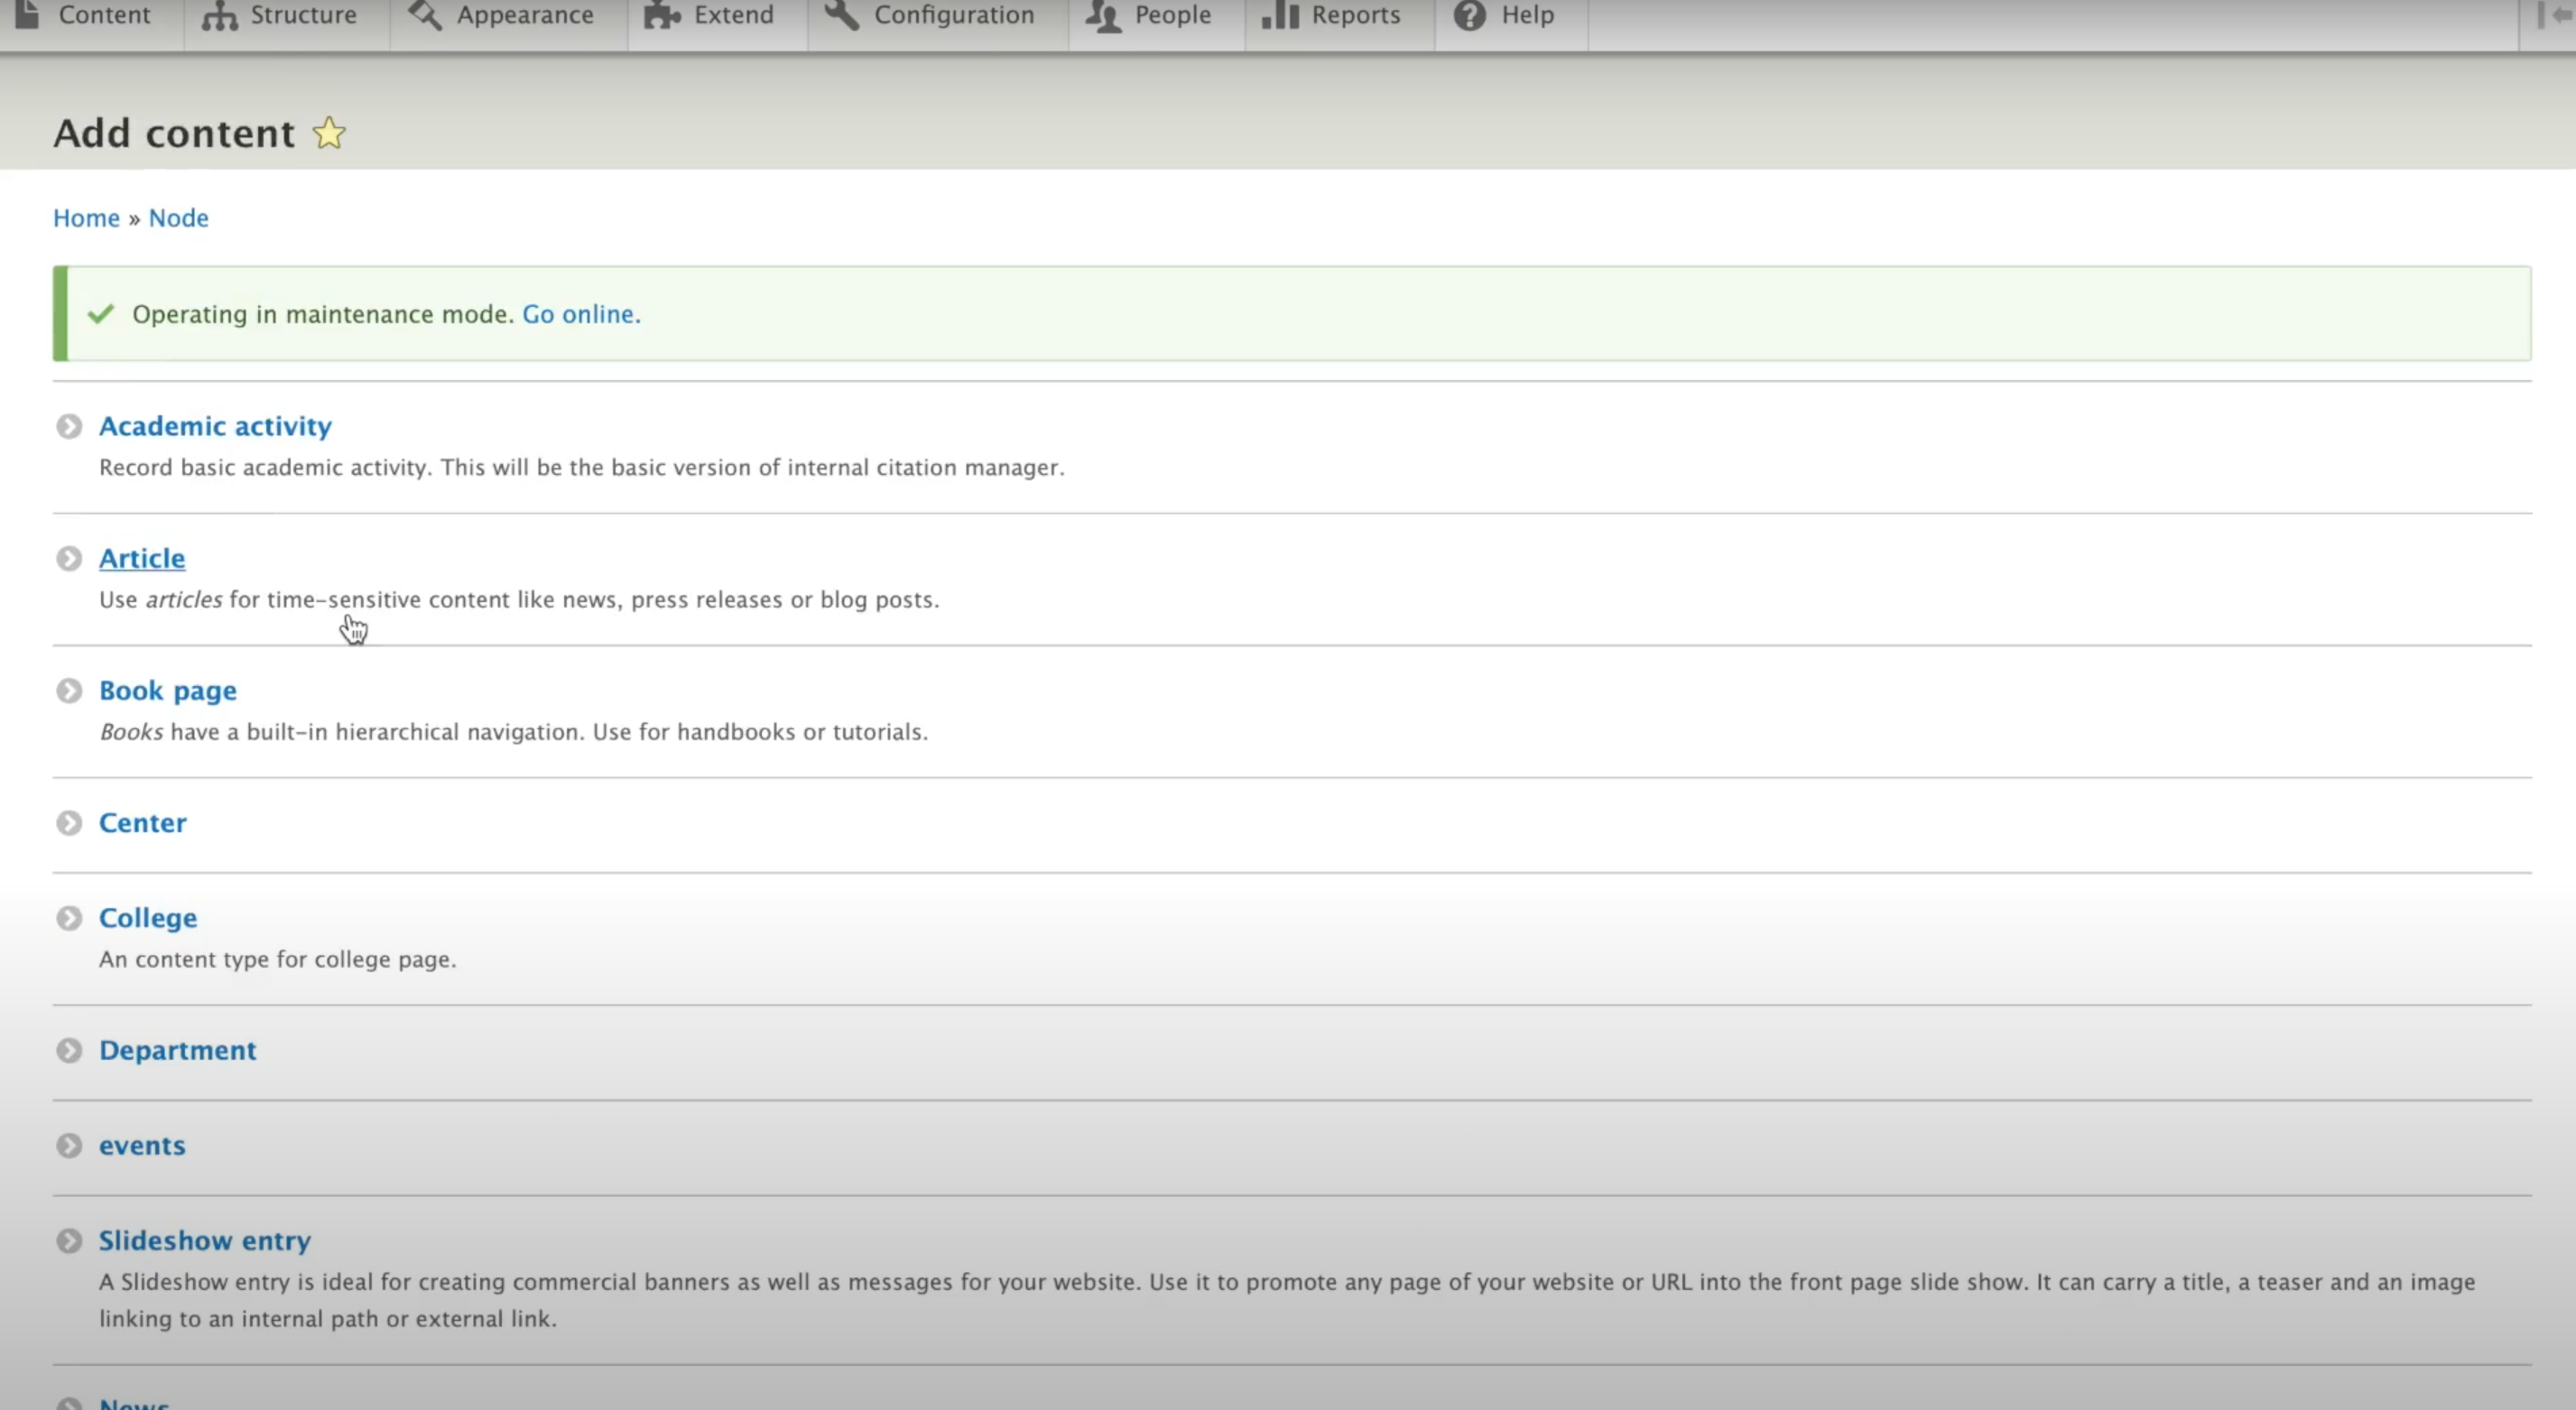 Content Structure Appearance Extend Configuration People Reports Help
Add content
Home » Node
Operating in maintenance mode. Go online.
Academic activity
Record basic academic activity. This will be the basic version of internal citation manager.
Article
Use articles for time-sensitive content like news, press releases or blog posts.
Book page
Books have a built-in hierarchical navigation. Use for handbooks or tutorials.
Center
College
An content type for college page.
Department
events
Slideshow entry
A Slideshow entry is ideal for creating commercial banners as well as messages for your website. Use it to promote any page of your website or URL into the front page slide show. It can carry a title, a teaser and an image
linking to an internal path or external link.
News